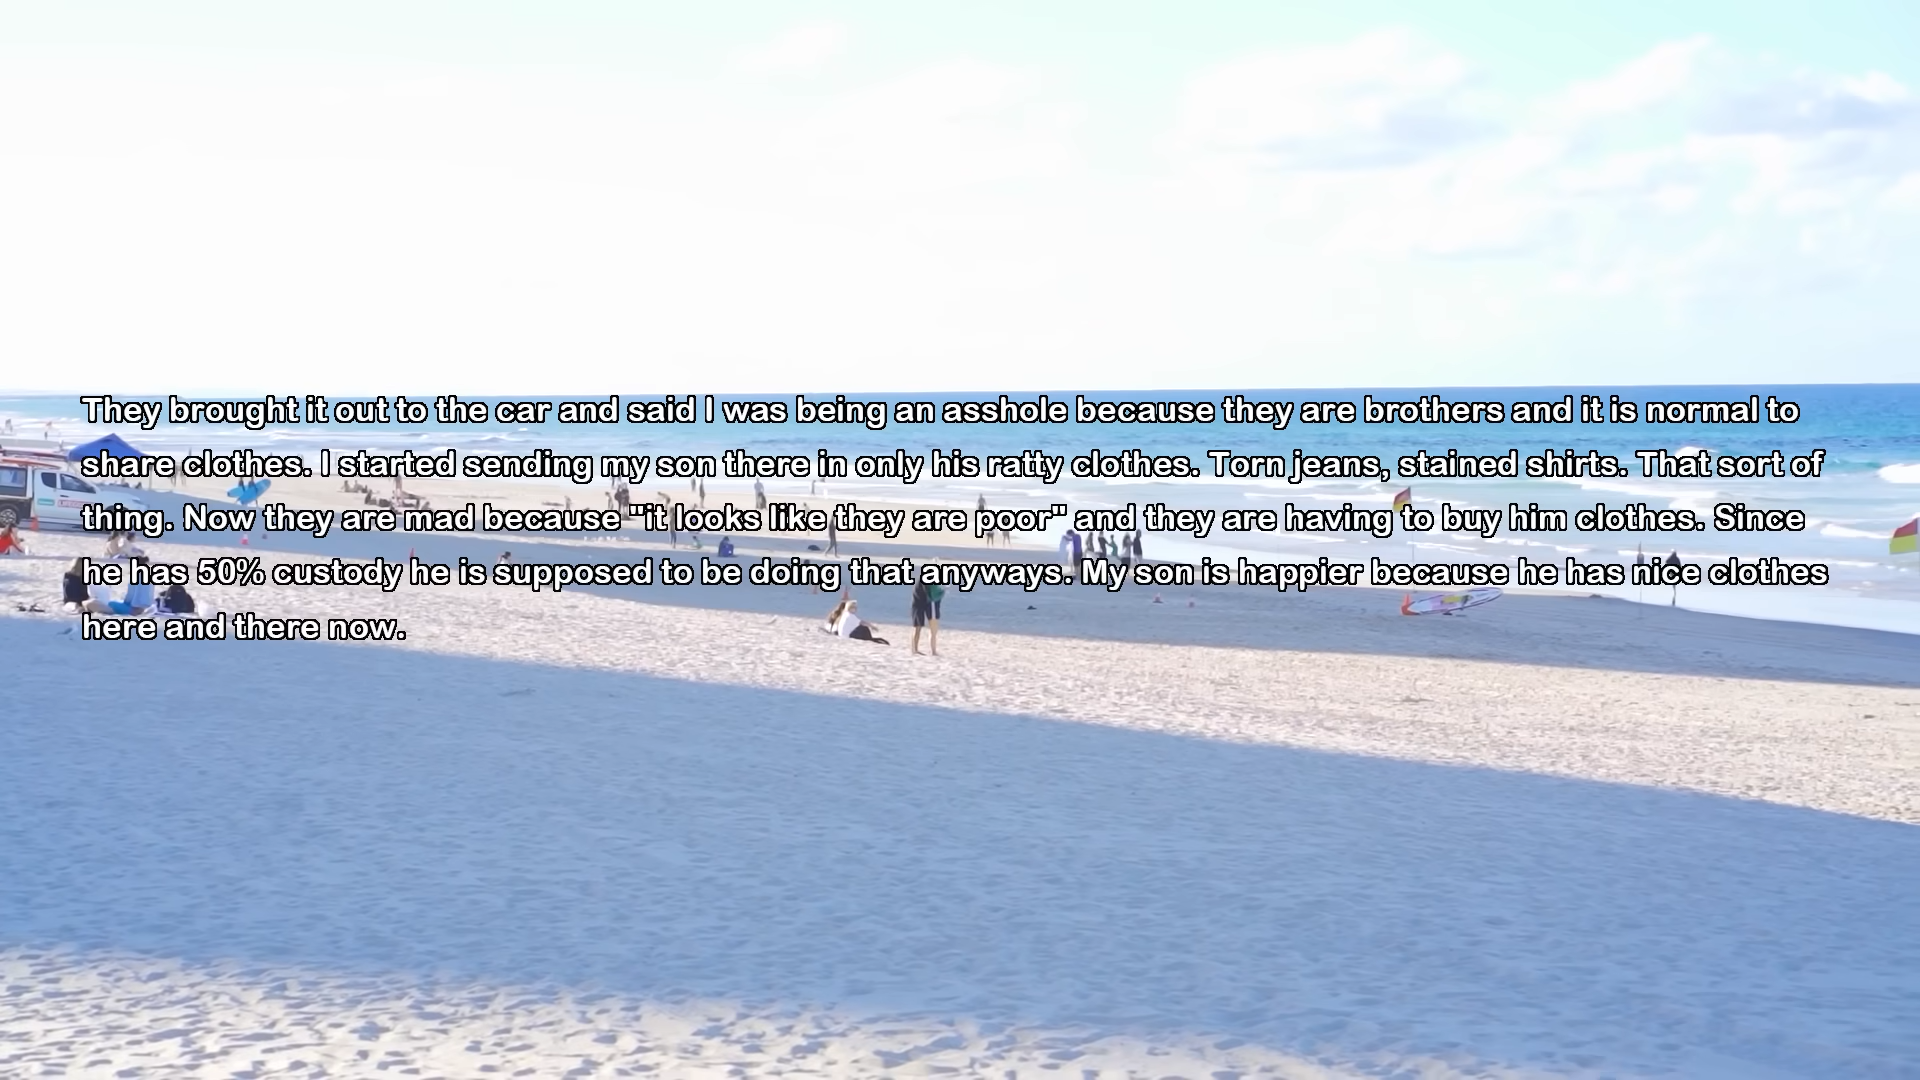 They brought it out to the car and said I was being an asshole because they are brothers and it is normal to
share clothes. I started sending my son there in only his ratty clothes. Torn jeans, stained shirts. That sort of
thing. Now they are mad because "it looks like they are poor" and they are having to buy him clothes. Since
he has 50% custody he is supposed to be doing that anyways. My son is happier because he has nice clothes
here and there now.